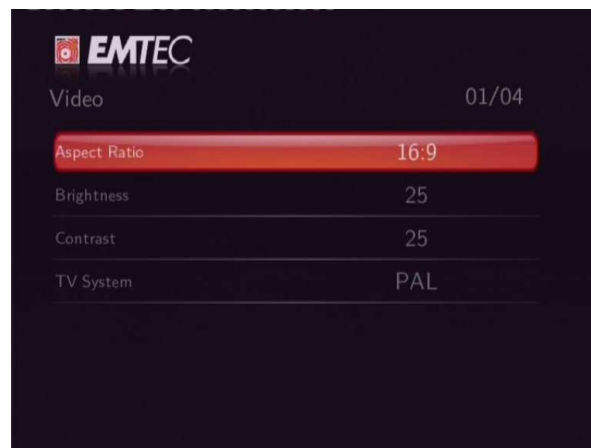 EMTEC
Video 01/04
Aspect Ratio 16:9
Brightness 25
Contrast 25
TV System PAL